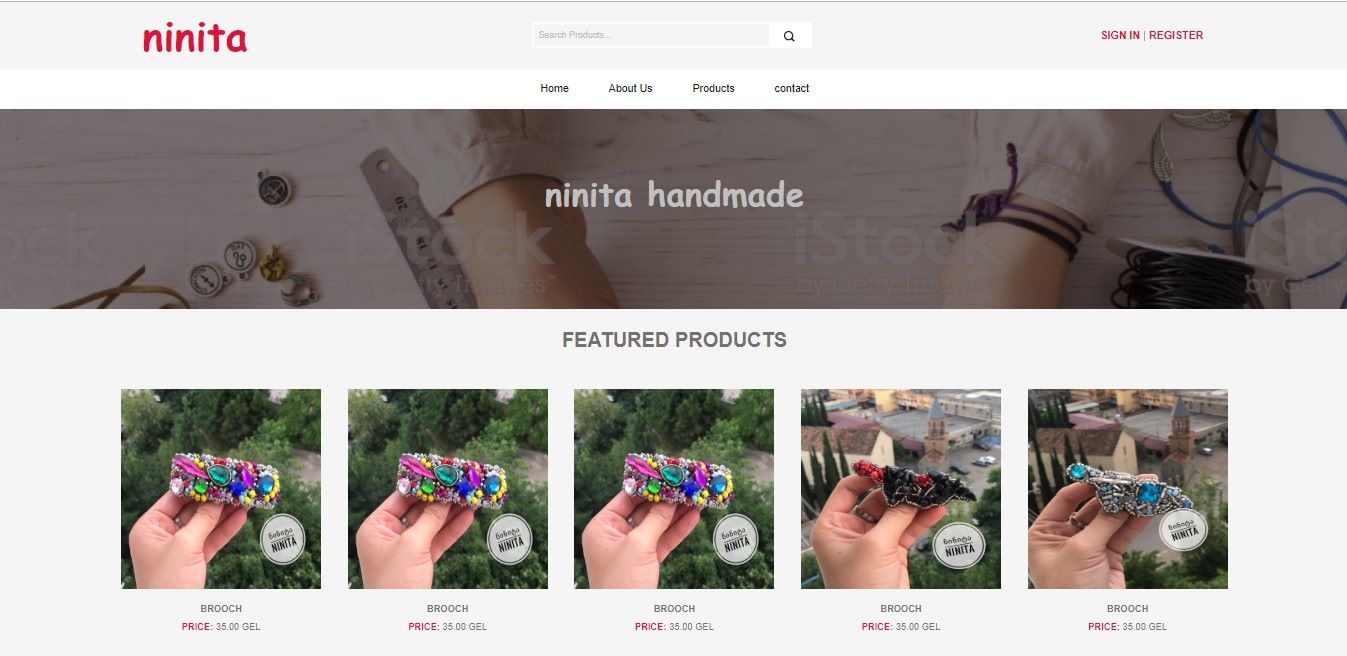 ninita
Search Products...
SIGN IN | REGISTER
Home About Us Products contact
ninita handmade
iStock
by Getty Images™
iStock
by Getty Images
iStock
by Getty
ock
Images
20
FEATURED PRODUCTS
ნინიტა
NINITA
ნინიტა
NINITA
ნინიტა
NINITA
ნინიტა
NINITA
ნინიტა
NINITA
BROOCH BROOCH BROOCH BROOCH BROOCH
PRICE: 35.00 GEL PRICE: 35.00 GEL PRICE: 35.00 GEL PRICE: 35.00 GEL PRICE: 35.00 GEL